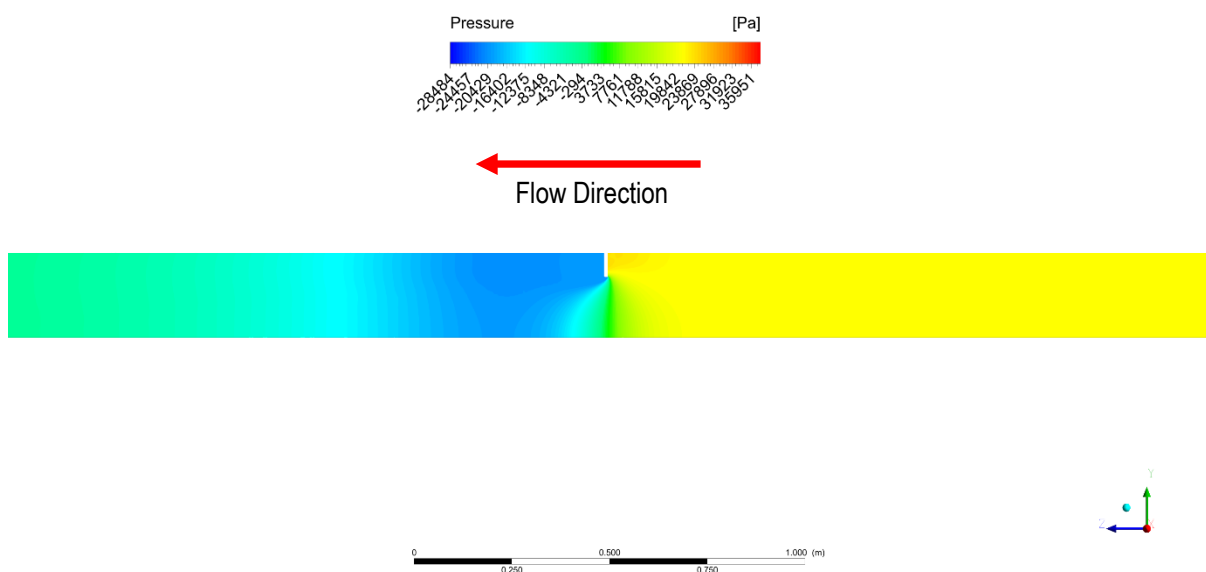 Pressure [Pa]
-28484 -24457 -20429 -16402 -12375 -8348 -4321 -294 3733 7761 11788 15815 19842 23869 27896 31923 35951
Flow Direction
Y
Z X
0 0.500 1.000 (m)
0.250 0.750